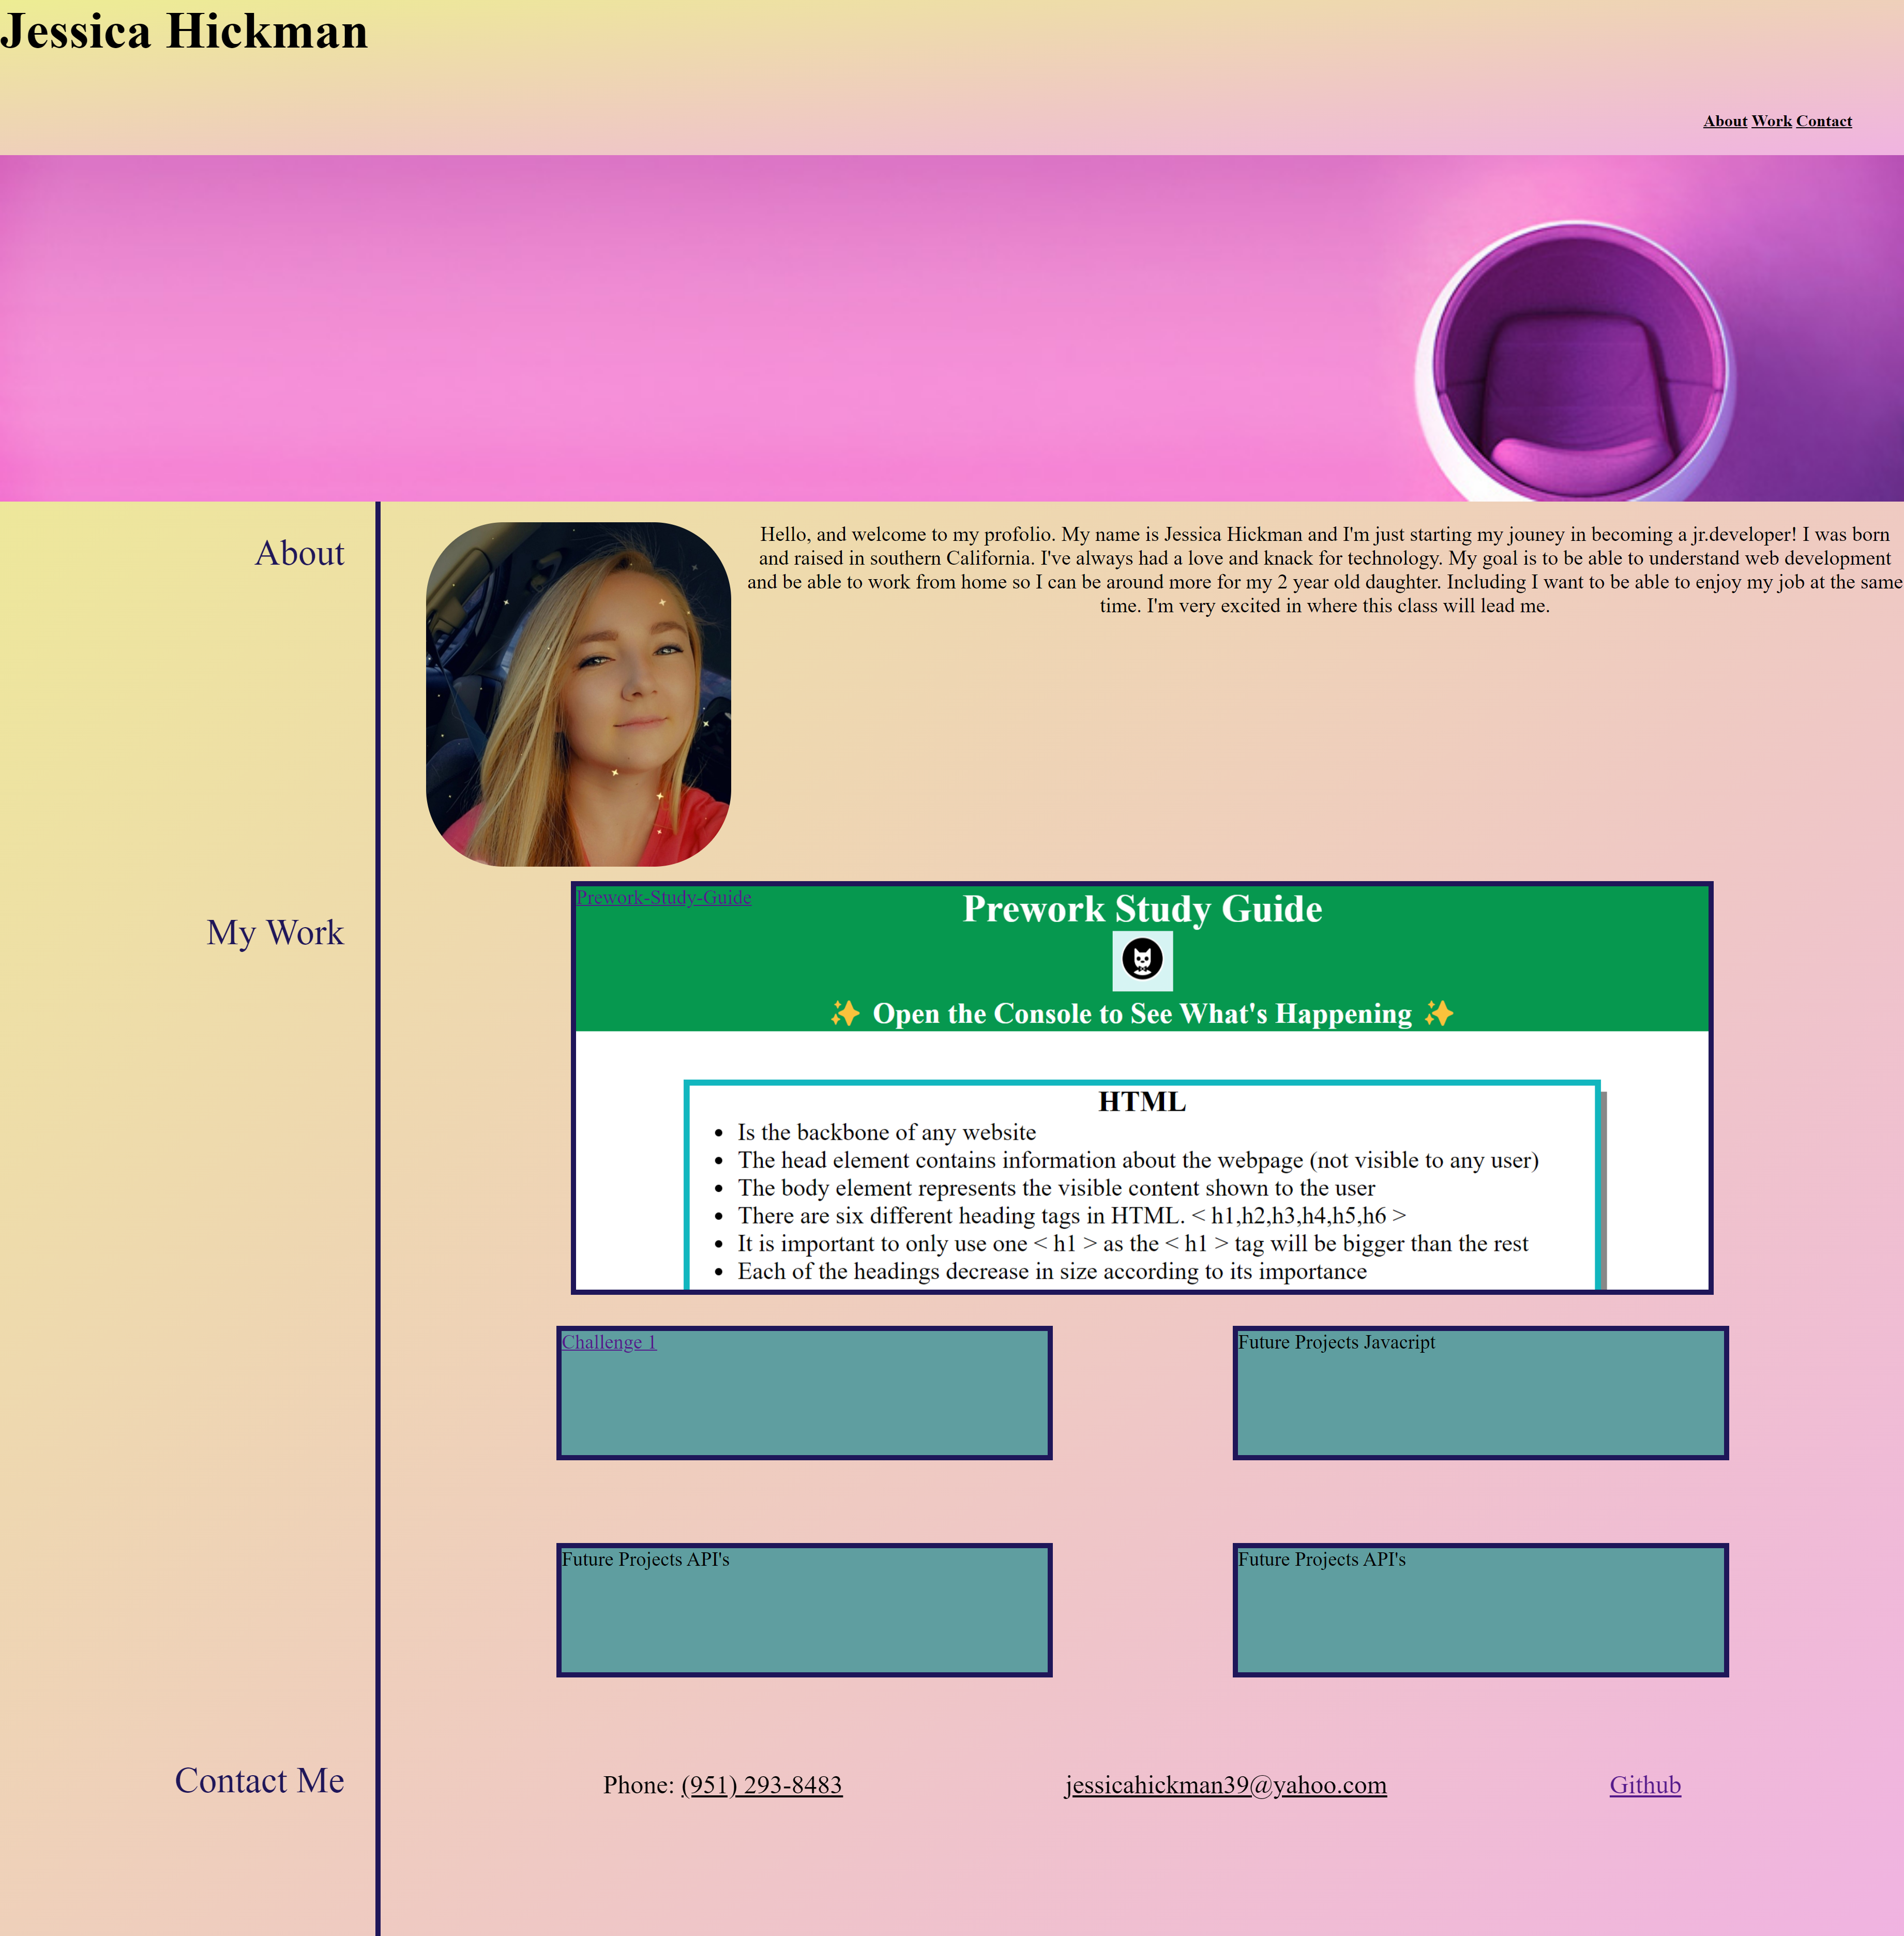 Jessica Hickman
About Work Contact
About
Hello, and welcome to my profolio. My name is Jessica Hickman and I'm just starting my jouney in becoming a jr.developer! I was born
and raised in southern California. I've always had a love and knack for technology. My goal is to be able to understand web development
and be able to work from home so I can be around more for my 2 year old daughter. Including I want to be able to enjoy my job at the same
time. I'm very excited in where this class will lead me.
My Work
Prework-Study-Guide
Prework Study Guide
✨ Open the Console to See What's Happening ✨
HTML
• Is the backbone of any website
• The head element contains information about the webpage (not visible to any user)
• The body element represents the visible content shown to the user
• There are six different heading tags in HTML. < h1,h2,h3,h4,h5,h6 >
• It is important to only use one < h1 > as the < h1 > tag will be bigger than the rest
• Each of the headings decrease in size according to its importance
Challenge 1
Future Projects Javacript
Future Projects API's
Future Projects API's
Contact Me
Phone: (951) 293-8483
jessicahickman39@yahoo.com
Github